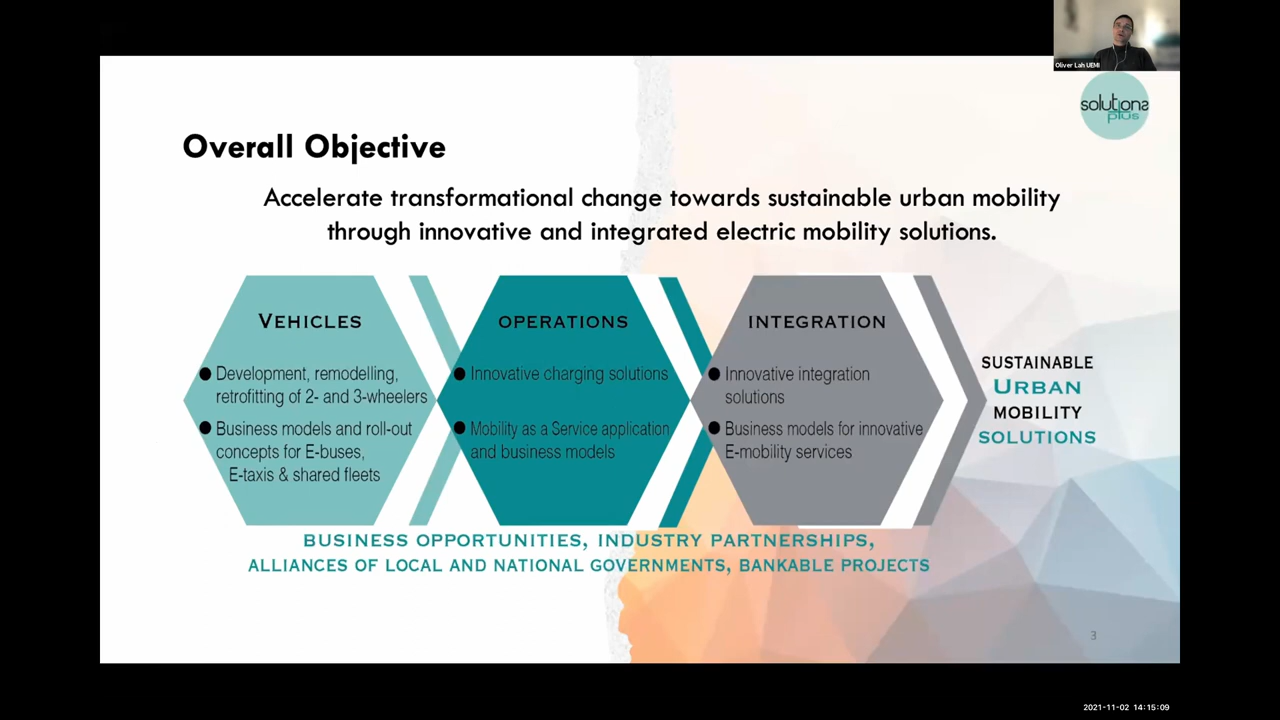 Oliver Lah UEMI
solutions
plus
Overall Objective
Accelerate transformational change towards sustainable urban mobility
through innovative and integrated electric mobility solutions.
VEHICLES
● Development, remodelling,
retrofitting of 2- and 3-wheelers
● Business models and roll-out
concepts for E-buses,
E-taxis & shared fleets
OPERATIONS
● Innovative charging solutions
● Mobility as a Service application
and business models
INTEGRATION
● Innovative integration
solutions
● Business models for innovative
E-mobility services
SUSTAINABLE
URBAN
MOBILITY
SOLUTIONS
BUSINESS OPPORTUNITIES, INDUSTRY PARTNERSHIPS,
ALLIANCES OF LOCAL AND NATIONAL GOVERNMENTS, BANKABLE PROJECTS
3
2021-11-02 14:15:09